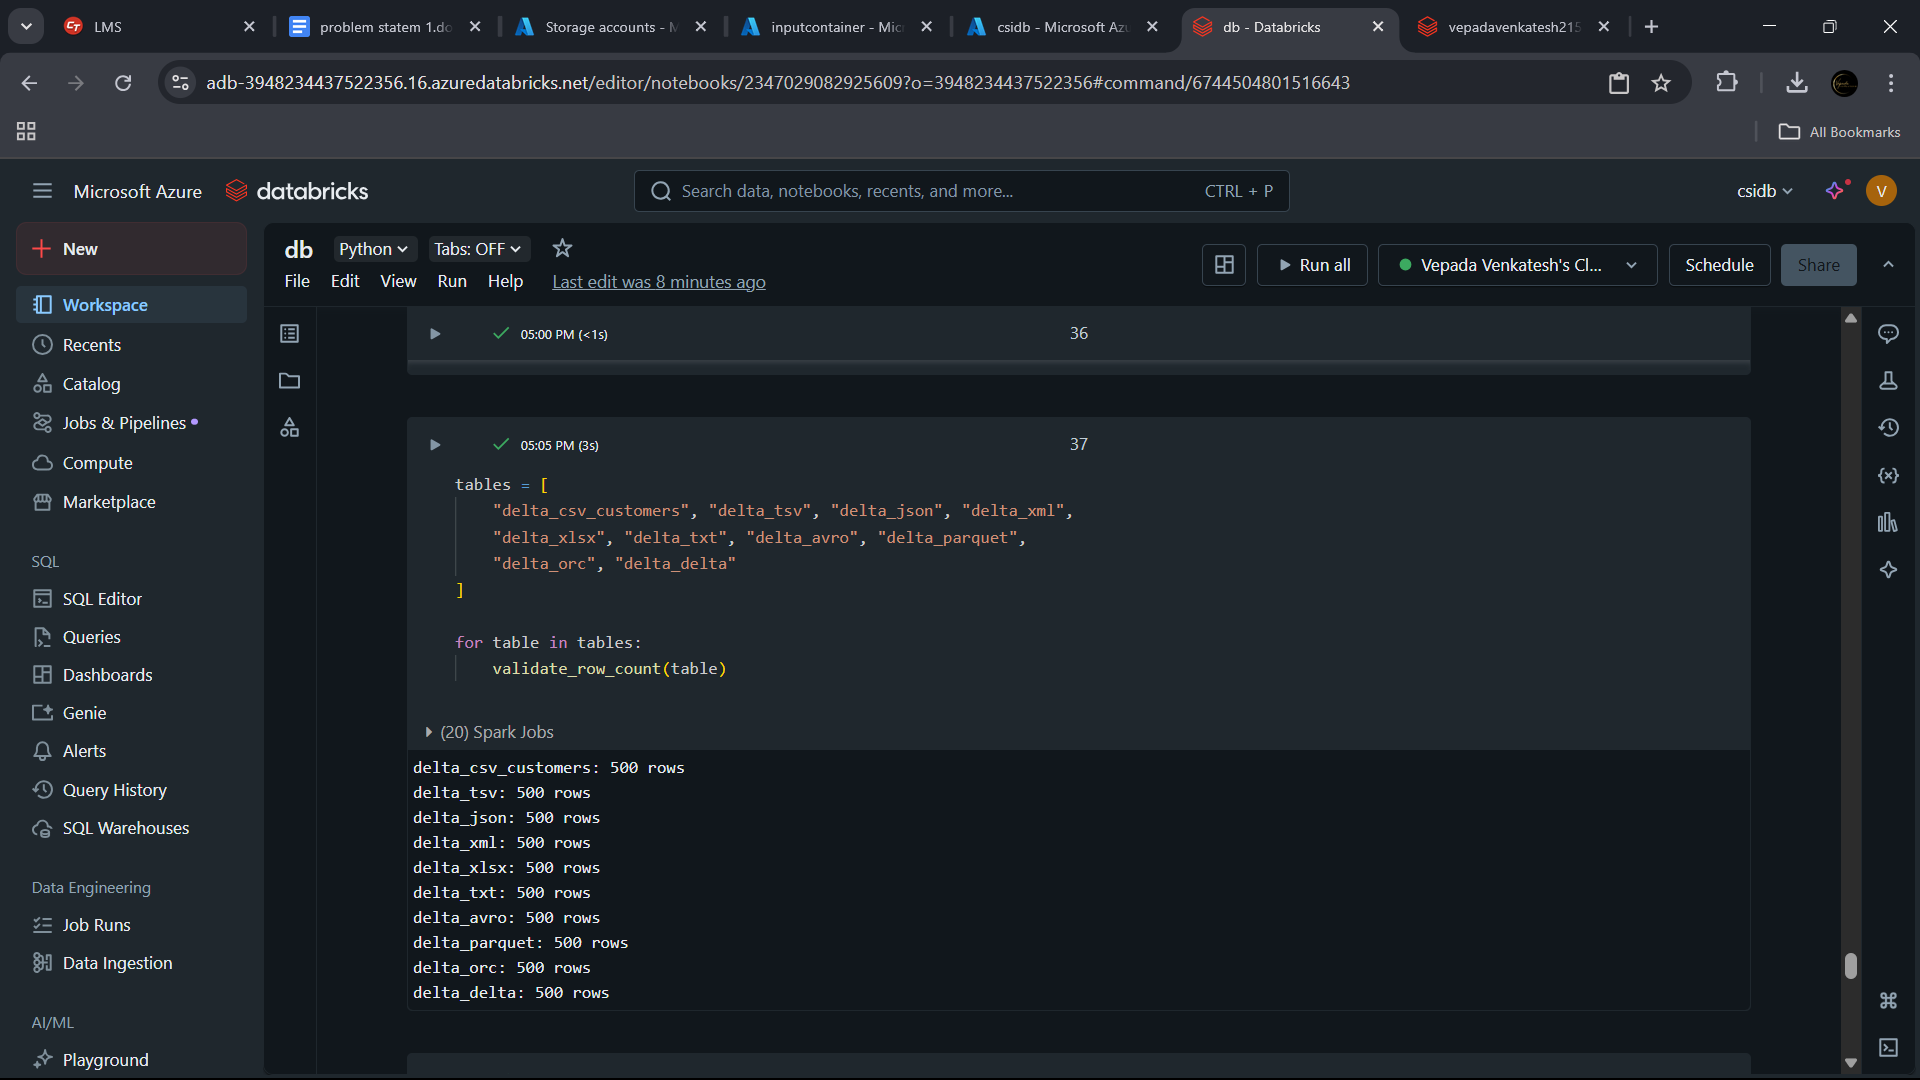 LMS
problem statem 1.do
Storage accounts - M
inputcontainer - Mic
csidb - Microsoft Azu
db - Databricks
vepadavenkatesh215
adb-3948234437522356.16.azuredatabricks.net/editor/notebooks/2347029082925609?o=3948234437522356#command/6744504801516643
All Bookmarks
Microsoft Azure
databricks
Search data, notebooks, recents, and more...
CTRL + P
csidb
V
New
Workspace
Recents
Catalog
Jobs & Pipelines
Compute
Marketplace
SQL
SQL Editor
Queries
Dashboards
Genie
Alerts
Query History
SQL Warehouses
Data Engineering
Job Runs
Data Ingestion
AI/ML
Playground
db
Python
Tabs: OFF
File Edit View Run Help
Last edit was 8 minutes ago
Run all
Vepada Venkatesh's Cl...
Schedule
Share
05:00 PM (<1s)
36
05:05 PM (3s)
37
tables = [
"delta_csv_customers", "delta_tsv", "delta_json", "delta_xml",
"delta_xlsx", "delta_txt", "delta_avro", "delta_parquet",
"delta_orc", "delta_delta"
]
for table in tables:
validate_row_count(table)
(20) Spark Jobs
delta_csv_customers: 500 rows
delta_tsv: 500 rows
delta_json: 500 rows
delta_xml: 500 rows
delta_xlsx: 500 rows
delta_txt: 500 rows
delta_avro: 500 rows
delta_parquet: 500 rows
delta_orc: 500 rows
delta_delta: 500 rows